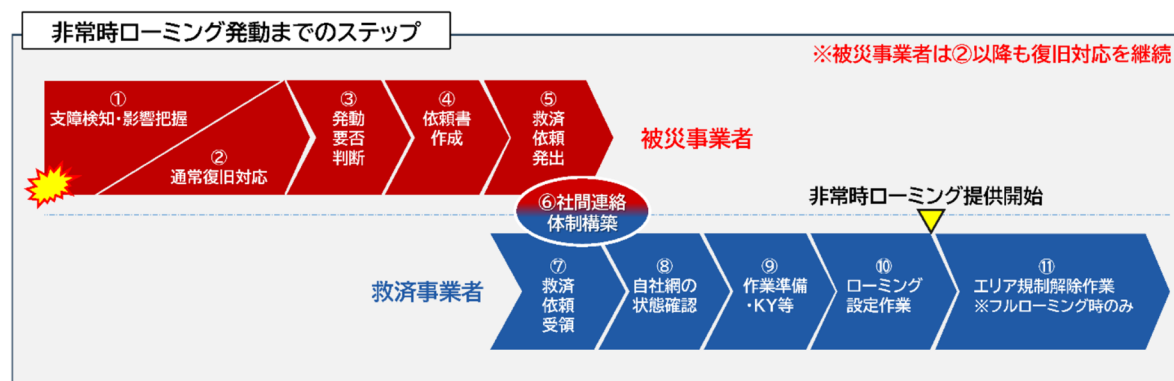 非常時ローミング発動までのステップ
※被災事業者は②以降も復旧対応を継続
①
支障検知・影響把握
②
通常復旧対応
③
発動
要否
判断
④
依頼書
作成
⑤
救済
依頼
発出
被災事業者
⑥社間連絡
体制構築
非常時ローミング提供開始
救済事業者
⑦
救済
依頼
受領
⑧
自社網の
状態確認
⑨
作業準備
・KY等
⑩
ローミング
設定作業
⑪
エリア規制解除作業
※フルローミング時のみ